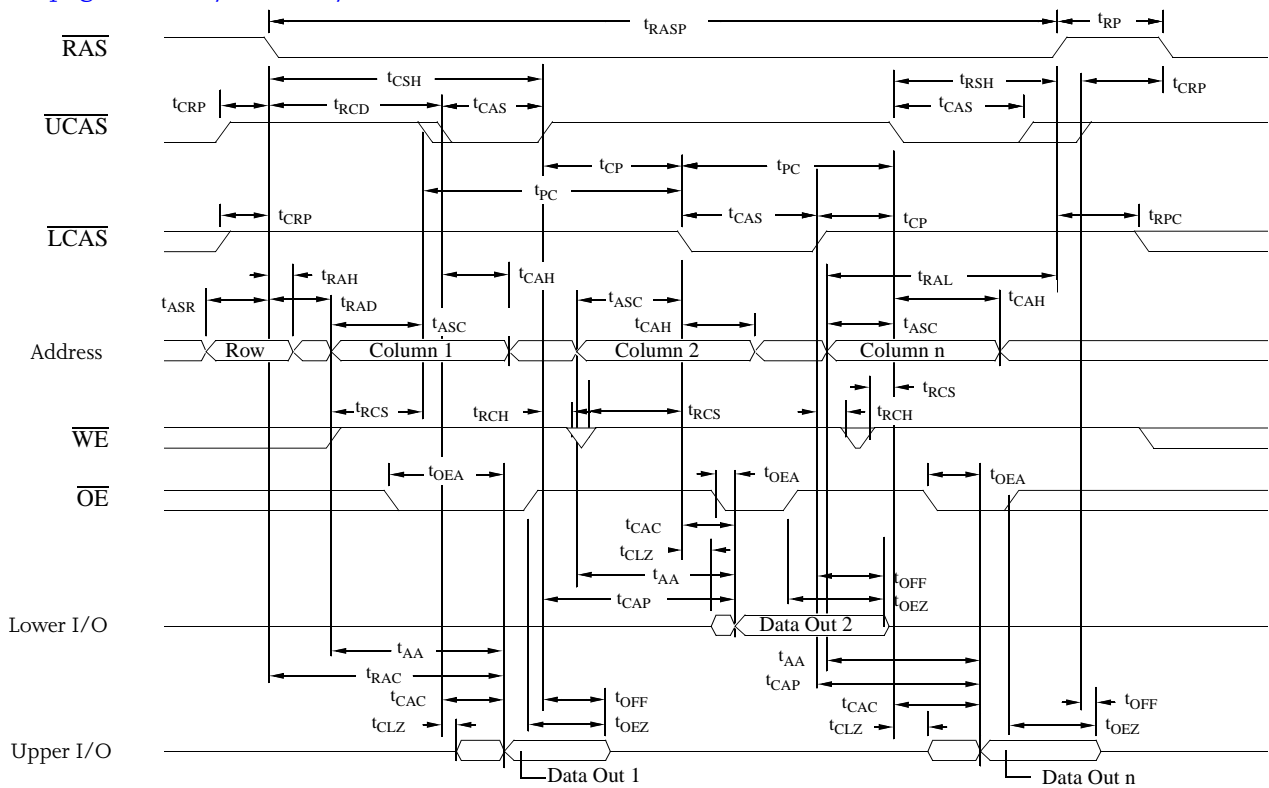 tRASP
tRP
RAS
tCSH
tRSH
tCRP
tCRP
tRCD
tCAS
tCAS
UCAS
tCP
tPC
tPC
tCAS
tCP
tCRP
tRPC
LCAS
tRAH
tCAH
tRAL
tASR
tRAD
tASC
tCAH
tASC
tCAH
tASC
Address
Row
Column 1
Column 2
Column n
tRCS
tRCS
tRCH
tRCS
tRCH
WE
tOEA
tOEA
tOEA
OE
tCAC
tCLZ
tAA
tOFF
tCAP
tOEZ
Lower I/O
Data Out 2
tAA
tAA
tRAC
tCAP
tCAC
tOFF
tCAC
tOFF
tCLZ
tOEZ
tCLZ
tOEZ
Upper I/O
Data Out 1
Data Out n